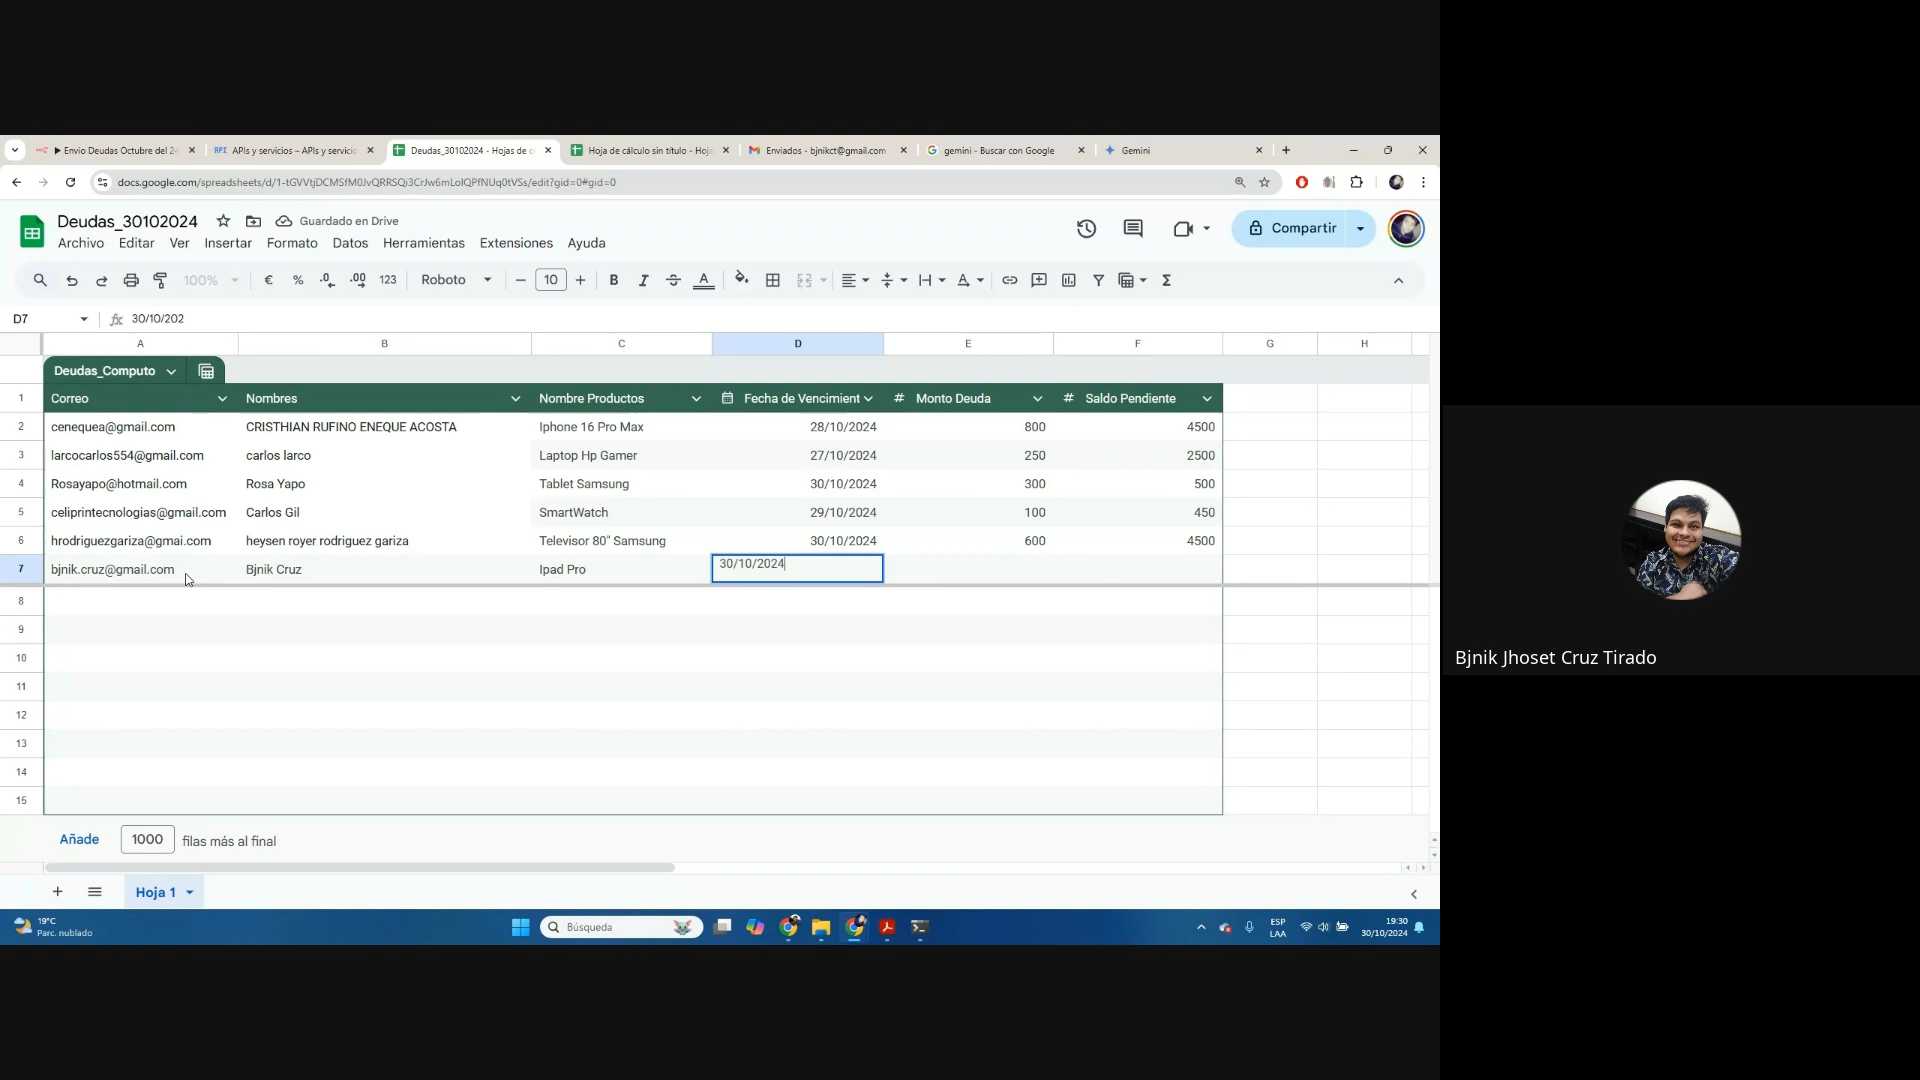 ▶ Envio Deudas Octubre del 24
API APIs y servicios – APIs y servicic
Deudas_30102024 - Hojas de c
Hoja de cálculo sin título - Hoja
Enviados - bjnikct@gmail.com
gemini - Buscar con Google
Gemini
docs.google.com/spreadsheets/d/1-tGVVtjDCMSfM0JvQRRSQi3CrJw6mLoIQPfNUq0tVSs/edit?gid=0#gid=0
Deudas_30102024
Guardado en Drive
Archivo Editar Ver Insertar Formato Datos Herramientas Extensiones Ayuda
Compartir
100% € % .0 .00 123 Roboto 10 B I S A
D7 fx 30/10/202
A B C D E F G H
Deudas_Computo
1 Correo Nombres Nombre Productos Fecha de Vencimient # Monto Deuda # Saldo Pendiente
2 cenequea@gmail.com CRISTHIAN RUFINO ENEQUE ACOSTA Iphone 16 Pro Max 28/10/2024 800 4500
3 larcocarlos554@gmail.com carlos larco Laptop Hp Gamer 27/10/2024 250 2500
4 Rosayapo@hotmail.com Rosa Yapo Tablet Samsung 30/10/2024 300 500
5 celiprintecnologias@gmail.com Carlos Gil SmartWatch 29/10/2024 100 450
6 hrodriguezgariza@gmai.com heysen royer rodriguez gariza Televisor 80" Samsung 30/10/2024 600 4500
7 bjnik.cruz@gmail.com Bjnik Cruz Ipad Pro 30/10/2024
8
9
10
11
12
13
14
15
Añade 1000 filas más al final
Hoja 1
19°C
Parc. nublado
Búsqueda
ESP
LAA
19:30
30/10/2024
Bjnik Jhoset Cruz Tirado